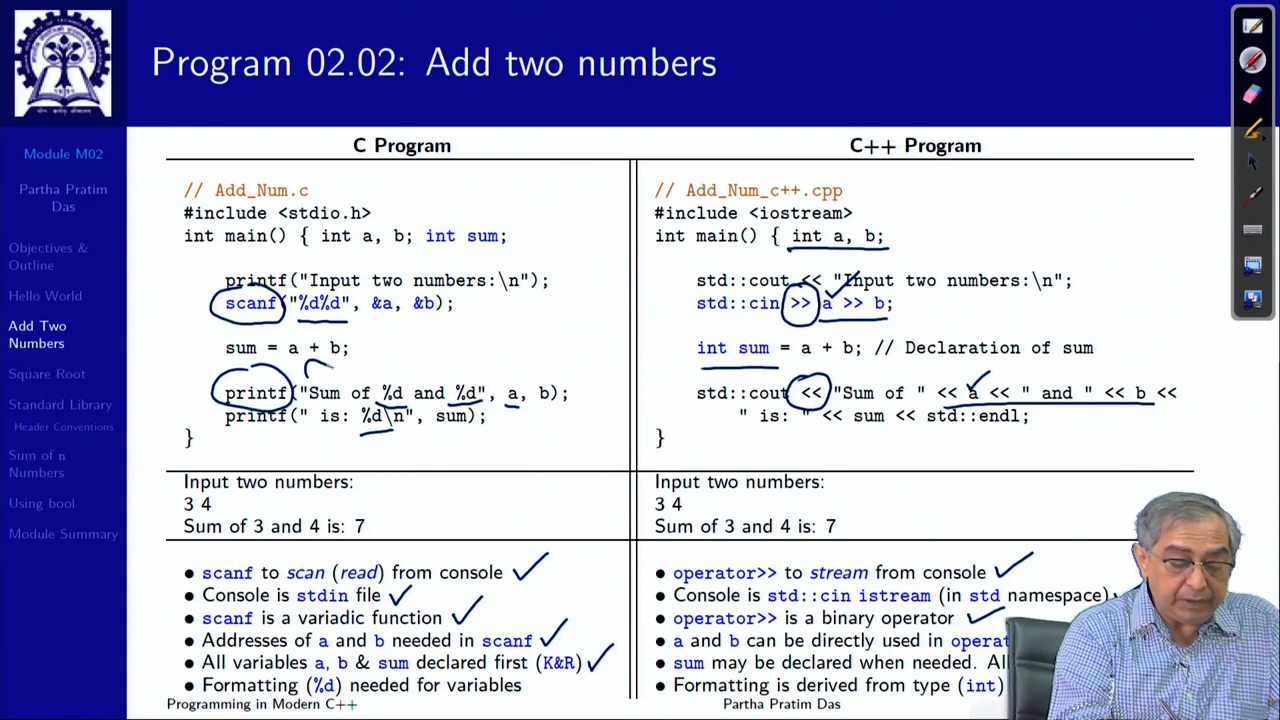 Program 02.02: Add two numbers
Module M02
Partha Pratim
Das
Objectives &
Outline
Hello World
Add Two
Numbers
Square Root
Standard Library
Header Conventions
Sum of n
Numbers
Using bool
Module Summary
C Program
// Add_Num.c
#include <stdio.h>
int main() { int a, b; int sum;
printf("Input two numbers:\n");
scanf("%d%d", &a, &b);
sum = a + b;
printf("Sum of %d and %d", a, b);
printf(" is: %d\n", sum);
}
Input two numbers:
3 4
Sum of 3 and 4 is: 7
• scanf to scan (read) from console
• Console is stdin file
• scanf is a variadic function
• Addresses of a and b needed in scanf
• All variables a, b & sum declared first (K&R)
• Formatting (%d) needed for variables
C++ Program
// Add_Num_c++.cpp
#include <iostream>
int main() { int a, b;
std::cout << "Input two numbers:\n";
std::cin >> a >> b;
int sum = a + b; // Declaration of sum
std::cout << "Sum of " << a << " and " << b <<
" is: " << sum << std::endl;
}
Input two numbers:
3 4
Sum of 3 and 4 is: 7
• operator>> to stream from console
• Console is std::cin istream (in std namespace)
• operator>> is a binary operator
• a and b can be directly used in operat
• sum may be declared when needed. All
• Formatting is derived from type (int)
Programming in Modern C++
Partha Pratim Das